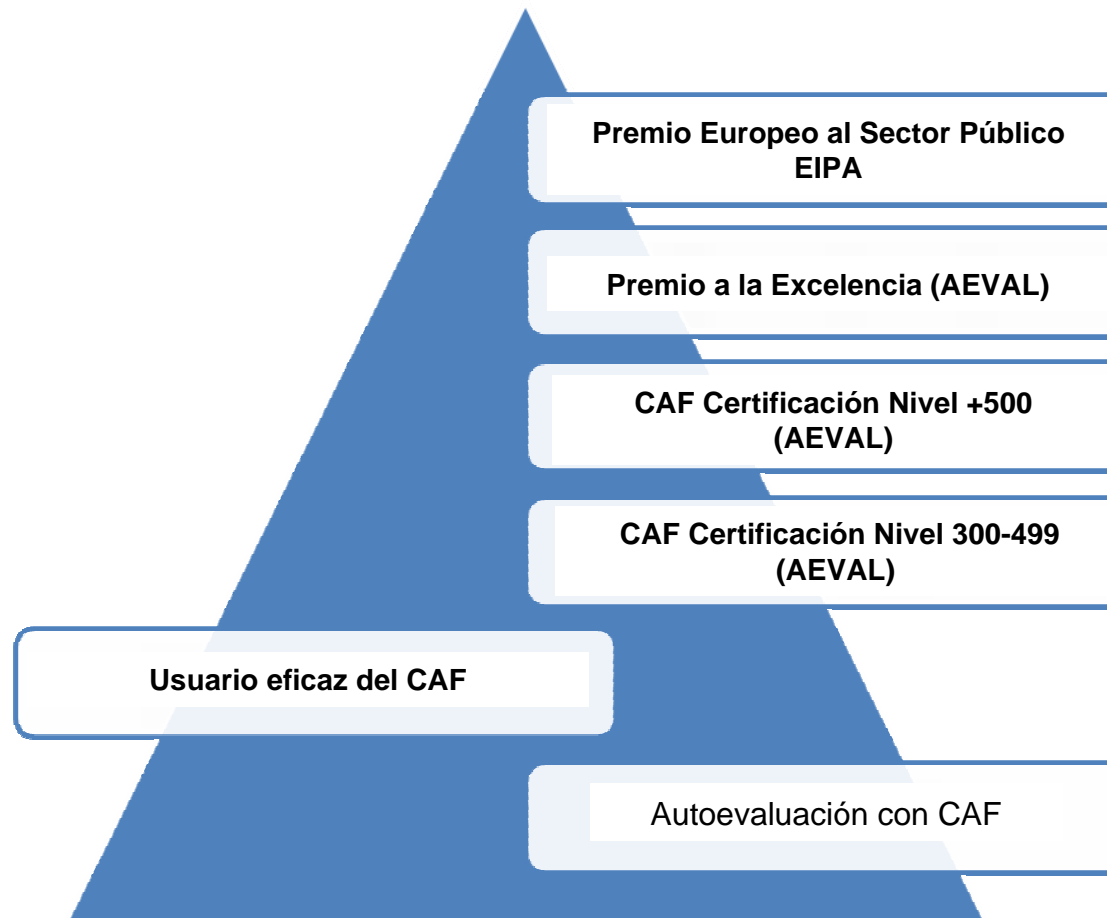 Premio Europeo al Sector Público
EIPA
Premio a la Excelencia (AEVAL)
CAF Certificación Nivel +500
(AEVAL)
CAF Certificación Nivel 300-499
(AEVAL)
Usuario eficaz del CAF
Autoevaluación con CAF